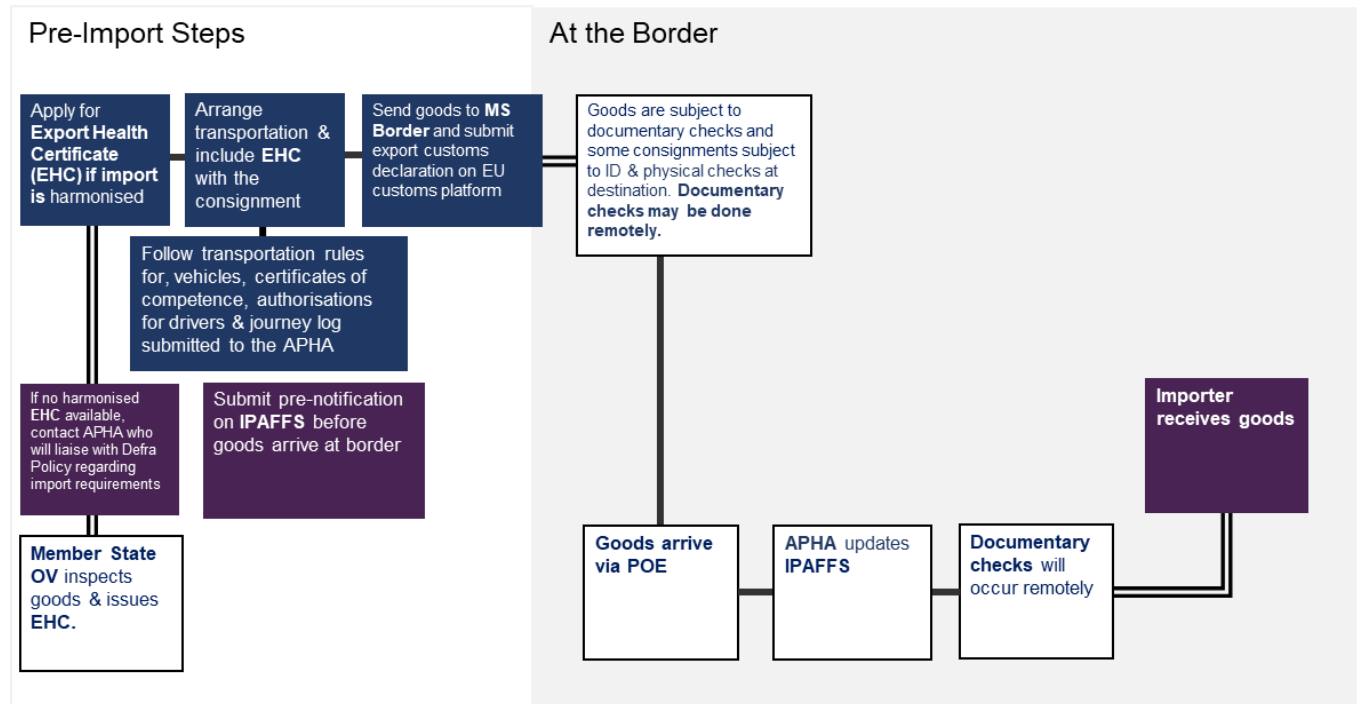 Pre-Import Steps
At the Border
Apply for
Export Health
Certificate
(EHC) if import
is harmonised
Arrange
transportation &
include EHC
with the
consignment
Send goods to MS
Border and submit
export customs
declaration on EU
customs platform
Goods are subject to
documentary checks and
some consignments subject
to ID & physical checks at
destination. Documentary
checks may be done
remotely.
Follow transportation rules
for, vehicles, certificates of
competence, authorisations
for drivers & journey log
submitted to the APHA
If no harmonised
EHC available,
contact APHA who
will liaise with Defra
Policy regarding
import requirements
Submit pre-notification
on IPAFFS before
goods arrive at border
Importer
receives goods
Member State
OV inspects
goods & issues
EHC.
Goods arrive
via POE
APHA updates
IPAFFS
Documentary
checks will
occur remotely